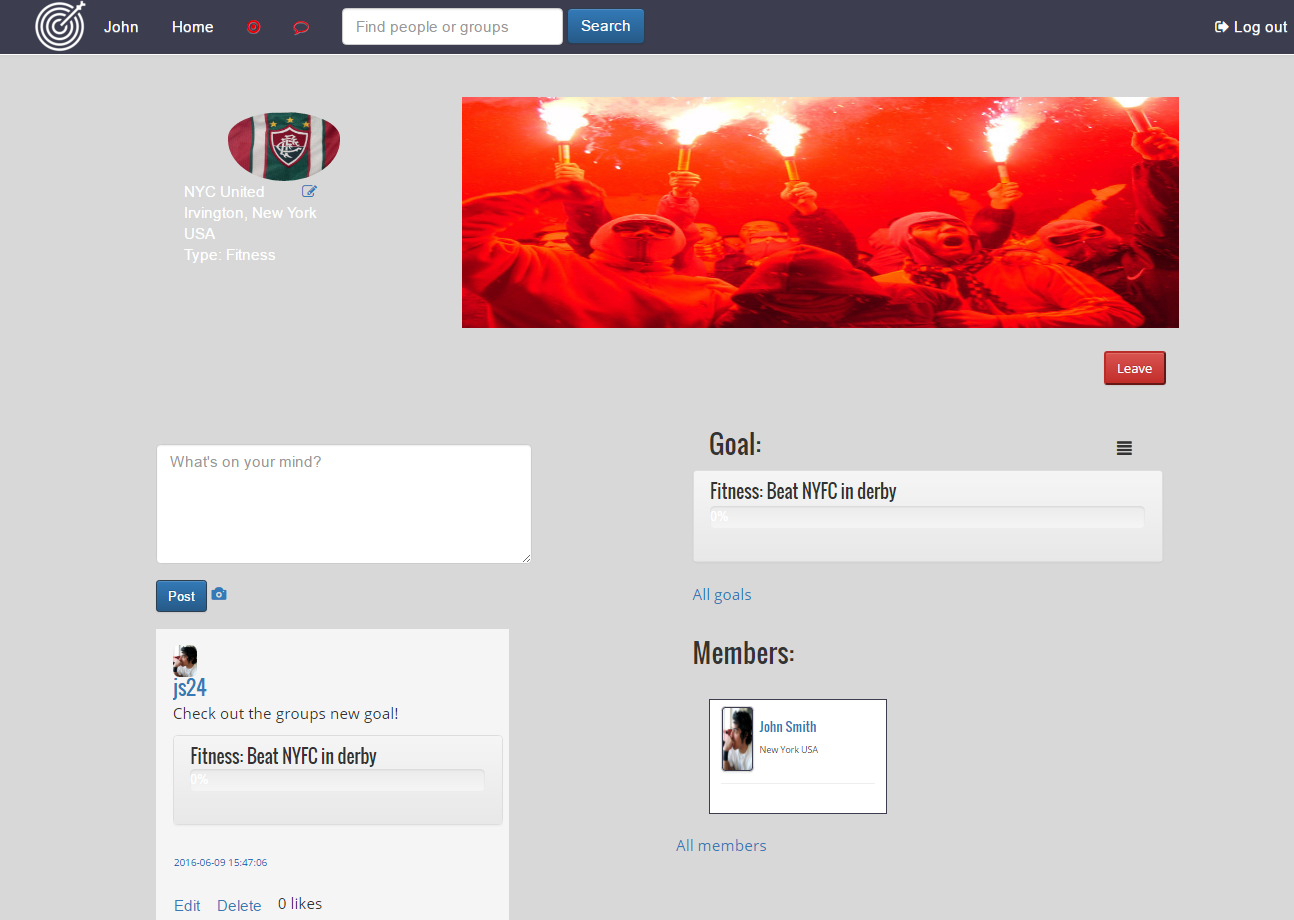 John
Home
Find people or groups
Search
Log out
NYC United
Irvington, New York
USA
Type: Fitness
Leave
What's on your mind?
Post
js24
Check out the groups new goal!
Fitness: Beat NYFC in derby
0%
2016-06-09 15:47:06
Edit
Delete
0 likes
Goal:
Fitness: Beat NYFC in derby
0%
All goals
Members:
John Smith
New York USA
All members